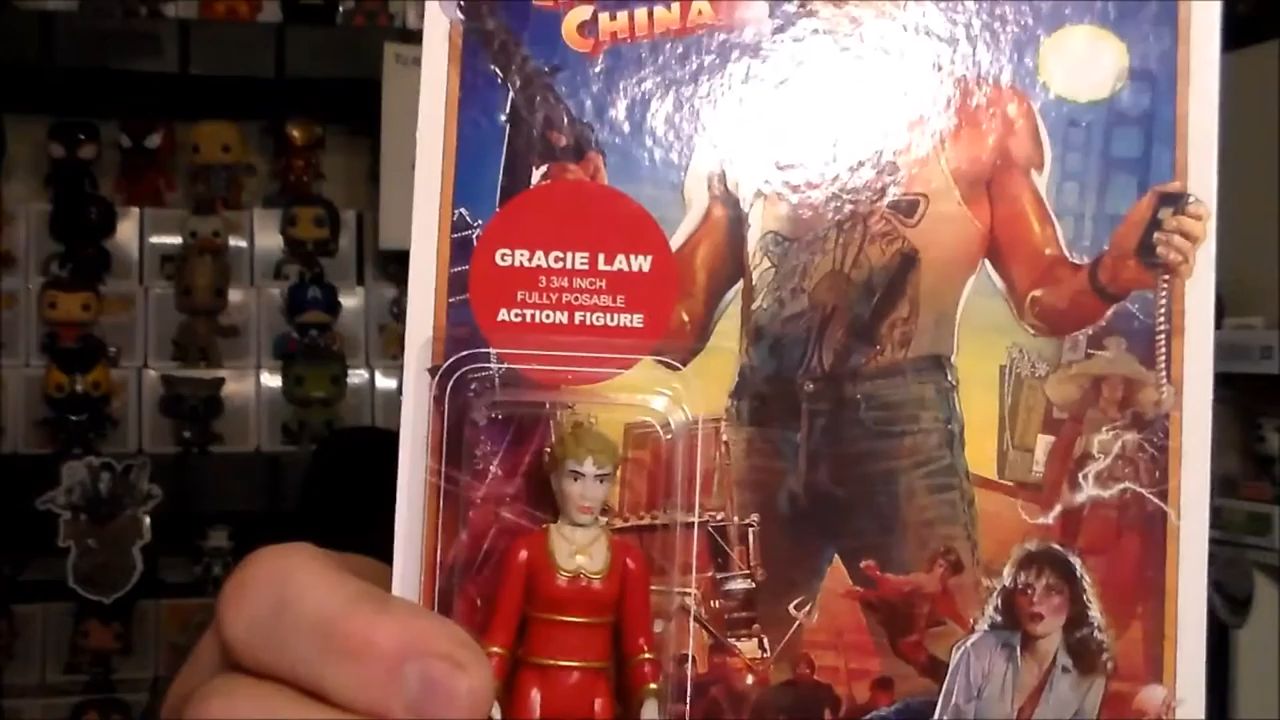 CHINA
GRACIE LAW
3 3/4 INCH
FULLY POSABLE
ACTION FIGURE